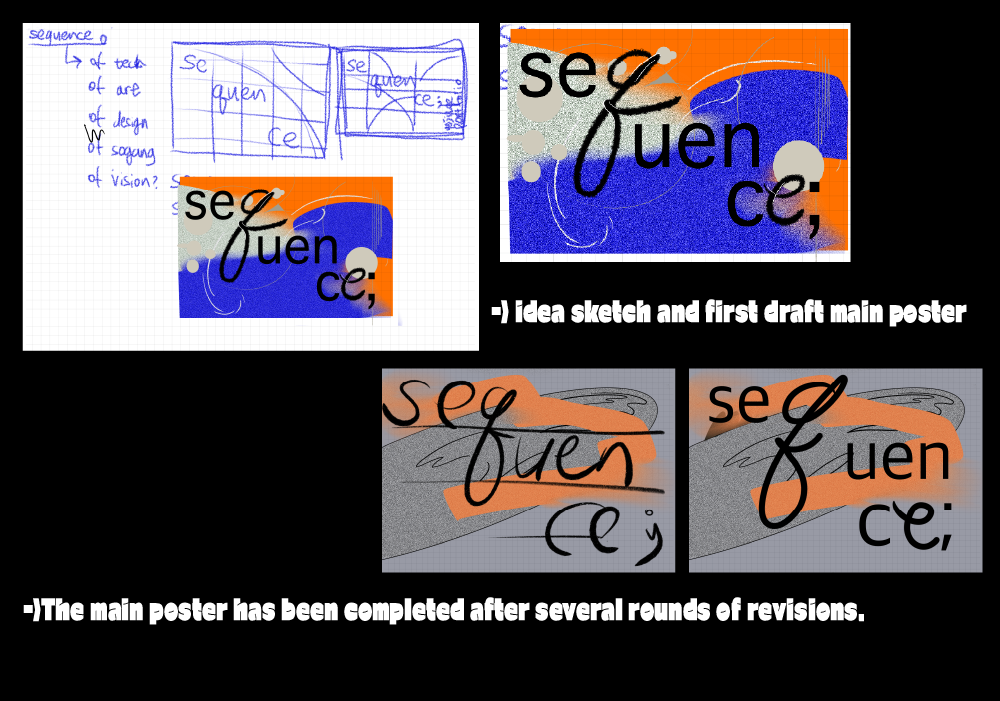 sequence
of tech
of art
of design
of sogang
of vision?
se
quen
ce
se
quen
ce;
seq
uen
ce;
seq
uen
ce;
=) idea sketch and first draft main poster
seq
uen
ce;
seq
uen
ce;
=)The main poster has been completed after several rounds of revisions.